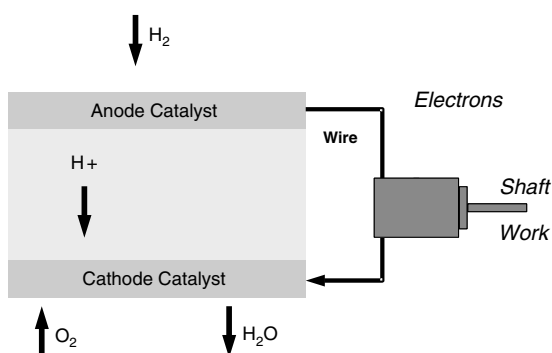 H₂
Anode Catalyst
Electrons
Wire
H+
Shaft
Work
Cathode Catalyst
O₂
H₂O